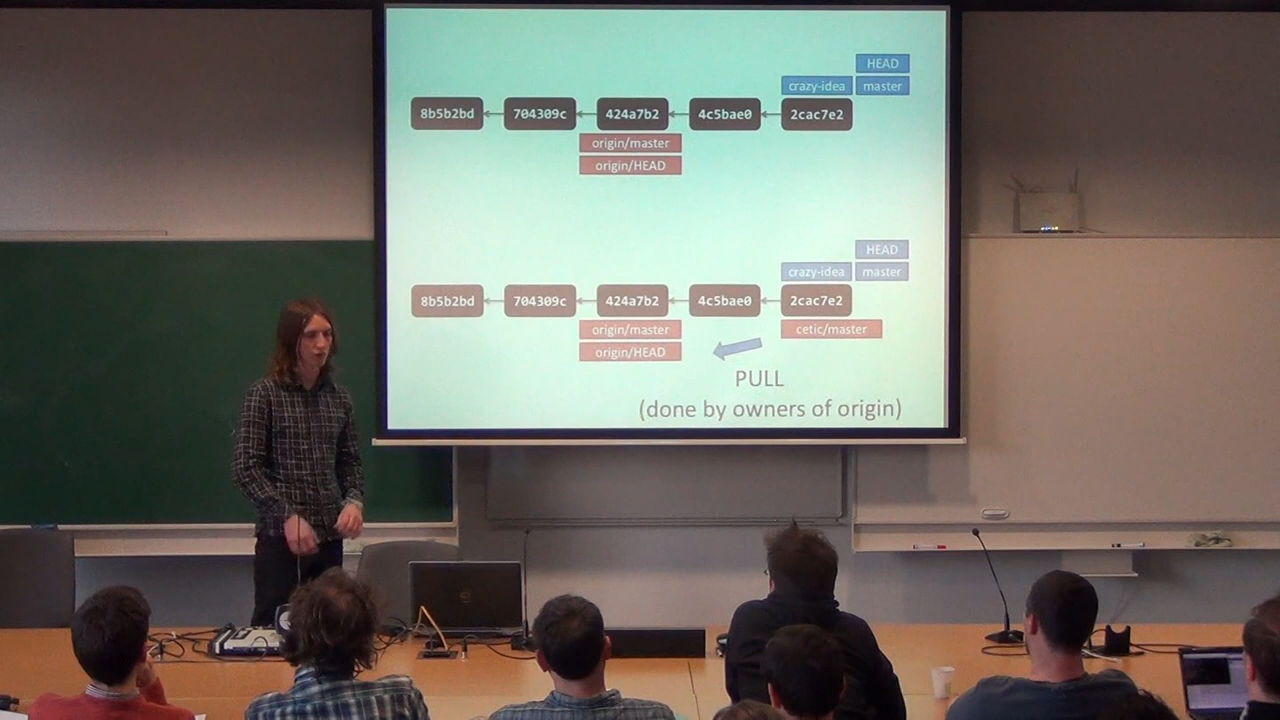 HEAD
crazy-idea master
8b5b2bd 704309c 424a7b2 4c5bae0 2cac7e2
origin/master
origin/HEAD
HEAD
crazy-idea master
8b5b2bd 704309c 424a7b2 4c5bae0 2cac7e2
origin/master cetic/master
origin/HEAD
PULL
(done by owners of origin)